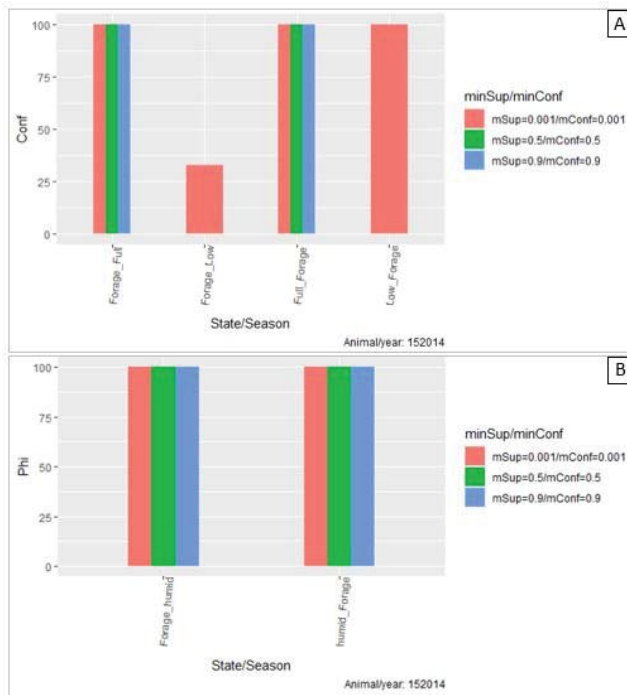 A
100
75
50
25
0
Conf
Forage_Full
Forage_Low
Full_Forage
Low_Forage
State/Season
Animal/year: 152014
minSup/minConf
mSup=0.001/mConf=0.001
mSup=0.5/mConf=0.5
mSup=0.9/mConf=0.9
B
100
75
50
25
0
Phi
Forage_humid
humid_Forage
State/Season
Animal/year: 152014
minSup/minConf
mSup=0.001/mConf=0.001
mSup=0.5/mConf=0.5
mSup=0.9/mConf=0.9